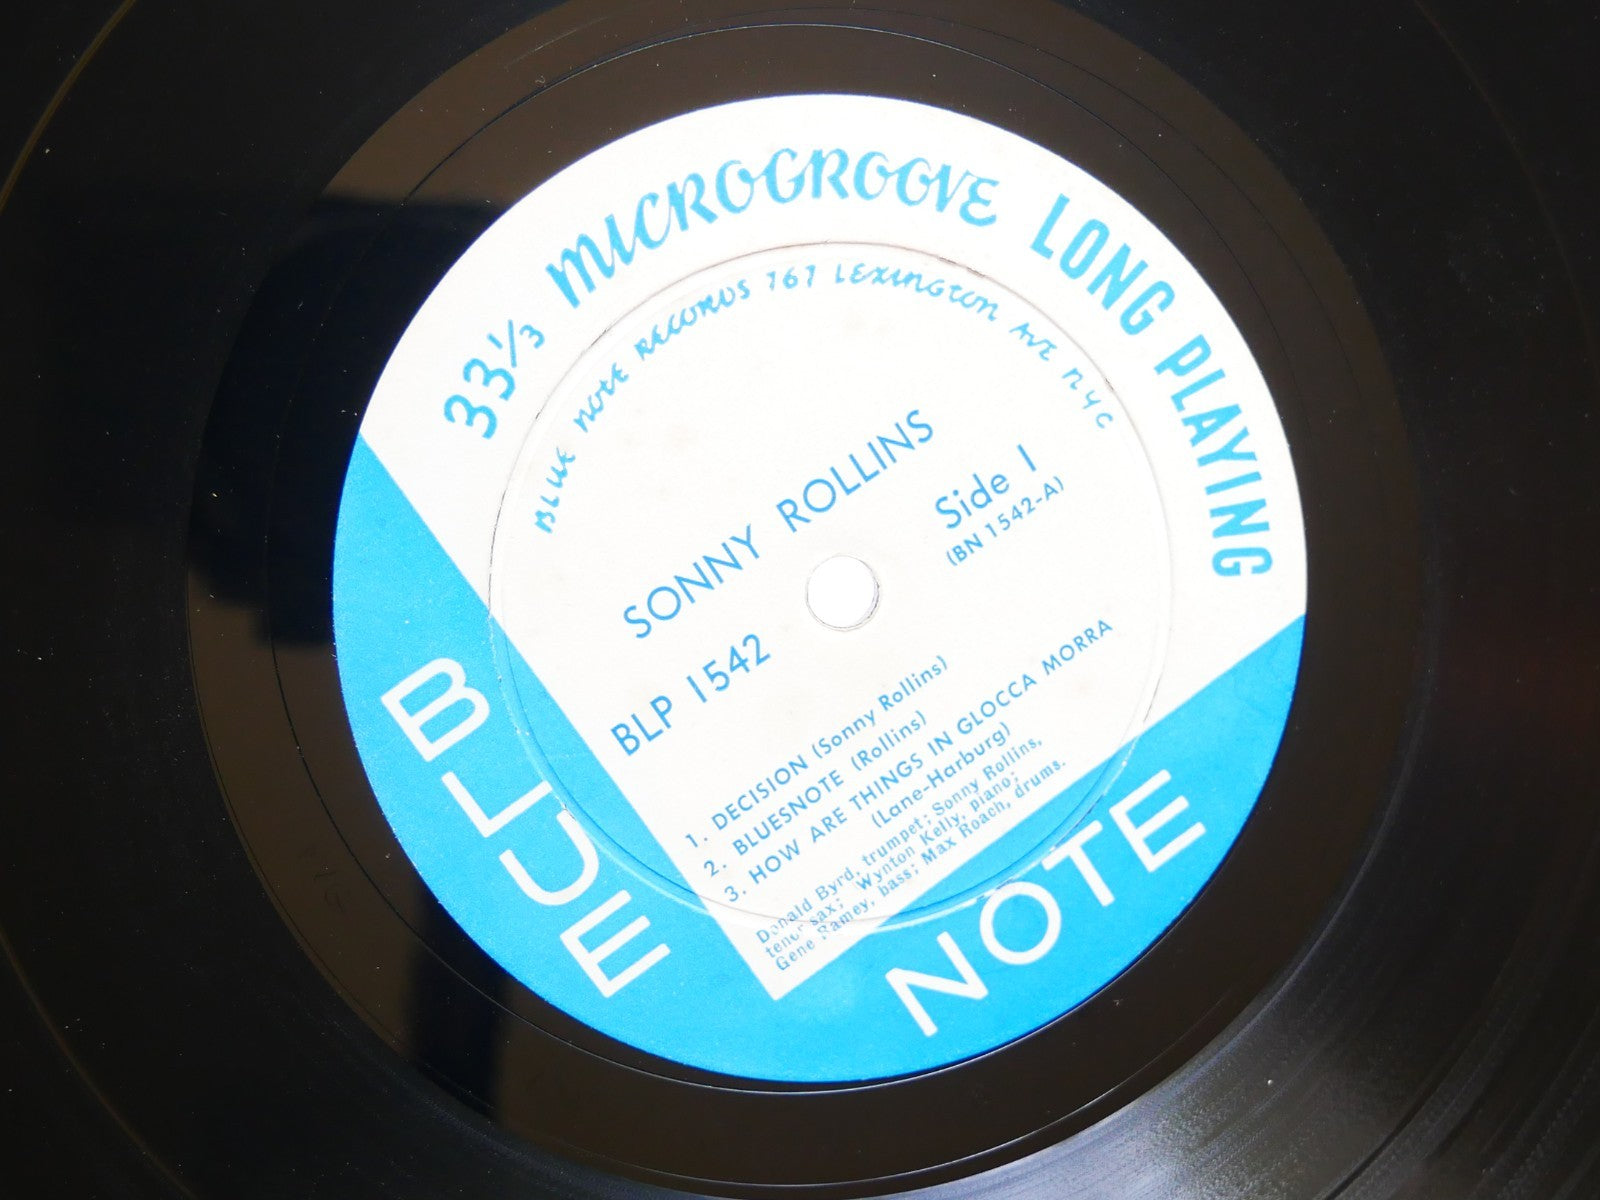 33⅓ MICROGROOVE LONG PLAYING
BLUE NOTE RECORDS 767 LEXINGTON AVE NYC
SONNY ROLLINS
BLP 1542
Side 1
(BN 1542-A)
1. DECISION (Sonny Rollins)
2. BLUESNOTE (Rollins)
3. HOW ARE THINGS IN GLOCCA MORRA
(Lane-Harburg)
Donald Byrd, trumpet; Sonny Rollins,
tenor sax; Wynton Kelly, piano;
Gene Ramey, bass; Max Roach, drums.
BLUE NOTE